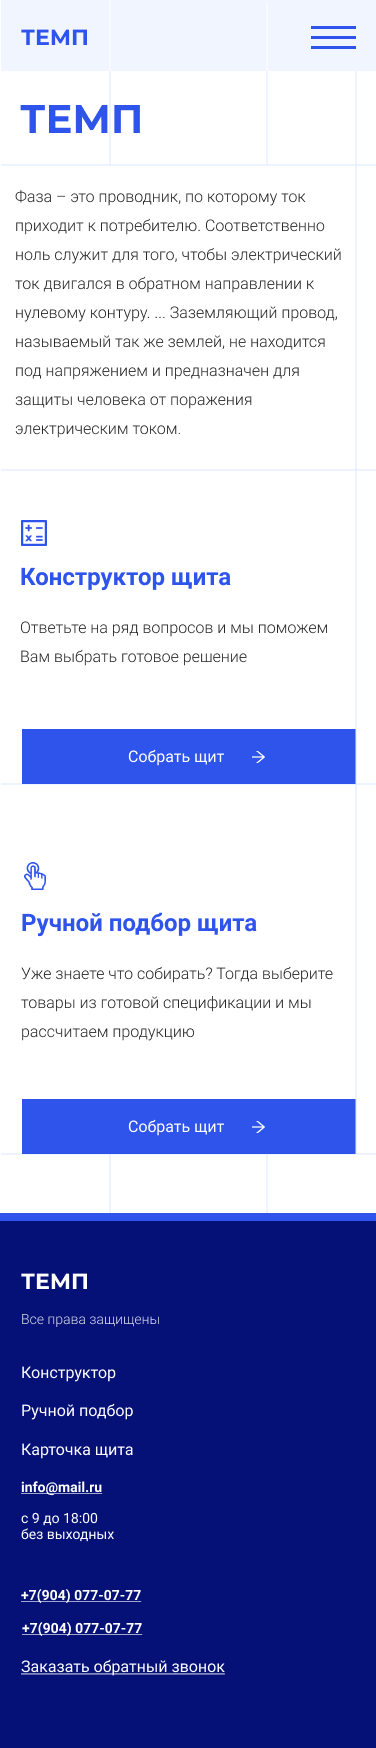 ТЕМП
ТЕМП
Фаза – это проводник, по которому ток
приходит к потребителю. Соответственно
ноль служит для того, чтобы электрический
ток двигался в обратном направлении к
нулевому контуру. ... Заземляющий провод,
называемый так же землей, не находится
под напряжением и предназначен для
защиты человека от поражения
электрическим током.
Конструктор щита
Ответьте на ряд вопросов и мы поможем
Вам выбрать готовое решение
Собрать щит
Ручной подбор щита
Уже знаете что собирать? Тогда выберите
товары из готовой спецификации и мы
рассчитаем продукцию
Собрать щит
ТЕМП
Все права защищены
Конструктор
Ручной подбор
Карточка щита
info@mail.ru
с 9 до 18:00
без выходных
+7(904) 077-07-77
+7(904) 077-07-77
Заказать обратный звонок